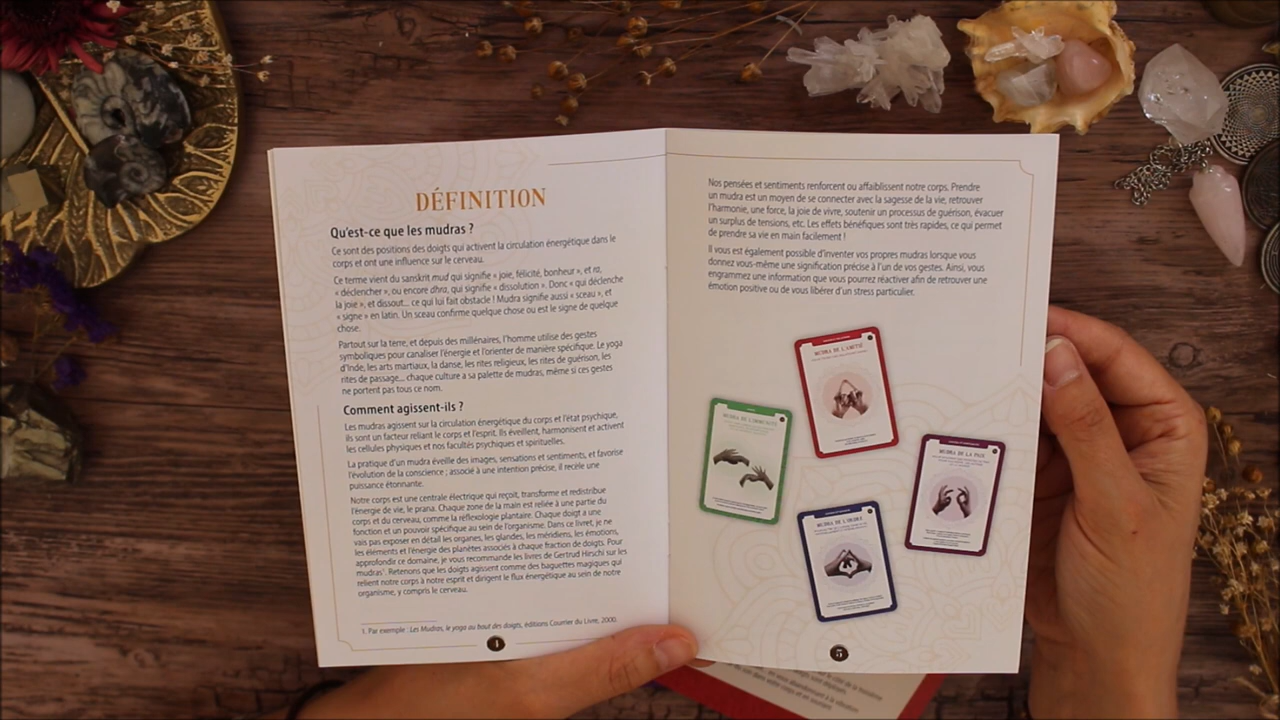 DÉFINITION
Qu'est-ce que les mudras ?
Ce sont des positions des doigts qui activent la circulation énergétique dans le
corps et ont une influence sur le cerveau.
Ce terme vient du sanskrit mud qui signifie « joie, félicité, bonheur », et ra,
« déclencher », ou encore dhra, qui signifie « dissolution ». Donc « qui déclenche
la joie », et dissout... ce qui lui fait obstacle ! Mudra signifie aussi « sceau », et
« signe » en latin. Un sceau confirme quelque chose ou est le signe de quelque
chose.
Partout sur la terre, et depuis des millénaires, l'homme utilise des gestes
symboliques pour canaliser l'énergie et l'orienter de manière spécifique. Le yoga
d'Inde, les arts martiaux, la danse, les rites religieux, les rites de guérison, les
rites de passage... chaque culture a sa palette de mudras, même si ces gestes
ne portent pas tous ce nom.
Comment agissent-ils ?
Les mudras agissent sur la circulation énergétique du corps et l'état psychique,
ils sont un facteur reliant le corps et l'esprit. Ils éveillent, harmonisent et activent
les cellules physiques et nos facultés psychiques et spirituelles.
La pratique d'un mudra éveille des images, sensations et sentiments, et favorise
l'évolution de la conscience ; associé à une intention précise, il recèle une
puissance étonnante.
Notre corps est une centrale électrique qui reçoit, transforme et redistribue
l'énergie de vie, le prana. Chaque zone de la main est reliée à une partie du
corps et du cerveau, comme la réflexologie plantaire. Chaque doigt a une
fonction et un pouvoir spécifique au sein de l'organisme. Dans ce livret, je ne
vais pas exposer en détail les organes, les glandes, les méridiens, les émotions,
les éléments et l'énergie des planètes associés à chaque fraction de doigts. Pour
approfondir ce domaine, je vous recommande les livres de Gertrud Hirschi sur les
mudras¹. Retenons que les doigts agissent comme des baguettes magiques qui
relient notre corps à notre esprit et dirigent le flux énergétique au sein de notre
organisme, y compris le cerveau.
1. Par exemple : Les Mudras, le yoga au bout des doigts, éditions Courrier du Livre, 2000.
4
Nos pensées et sentiments renforcent ou affaiblissent notre corps. Prendre
un mudra est un moyen de se connecter avec la sagesse de la vie, retrouver
l'harmonie, une force, la joie de vivre, soutenir un processus de guérison, évacuer
un surplus de tensions, etc. Les effets bénéfiques sont très rapides, ce qui permet
de prendre sa vie en main facilement !
Il vous est également possible d'inventer vos propres mudras lorsque vous
donnez vous-même une signification précise à l'un de vos gestes. Ainsi, vous
engrammez une information que vous pourrez réactiver afin de retrouver une
émotion positive ou de vous libérer d'un stress particulier.
MUDRA DE L'AMITIÉ
MUDRA DE L'IMMUNITÉ
MUDRA DE LA PAIX
MUDRA DE L'ORDRE
5